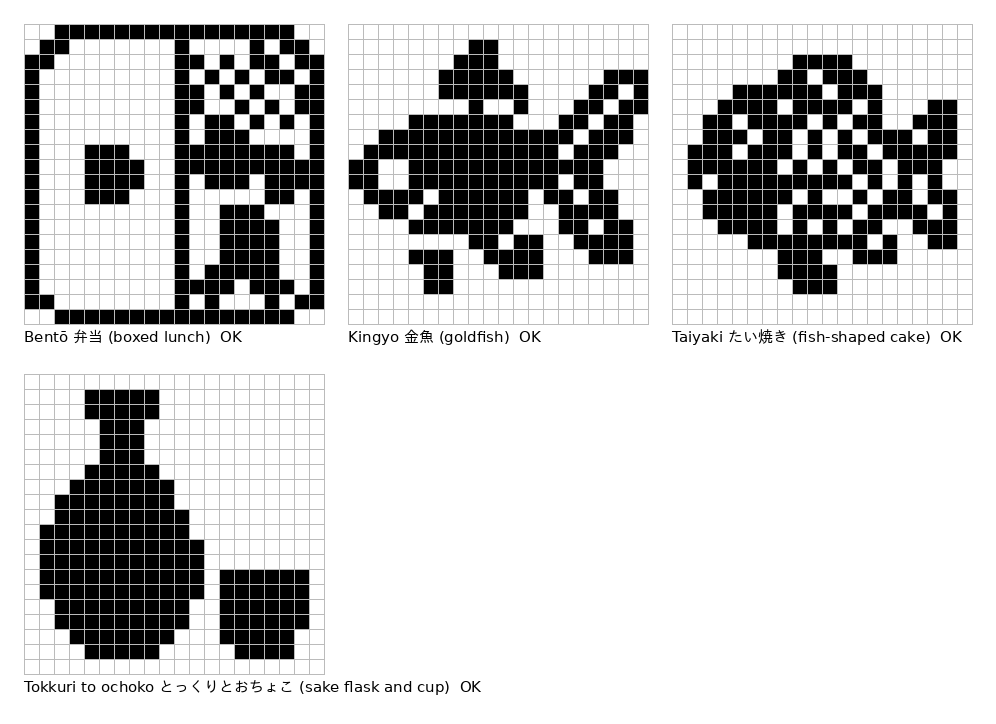 Bentō 弁当 (boxed lunch)  OK
Kingyo 金魚 (goldfish)  OK
Taiyaki たい焼き (fish-shaped cake)  OK
Tokkuri to ochoko とっくりとおちょこ (sake flask and cup)  OK